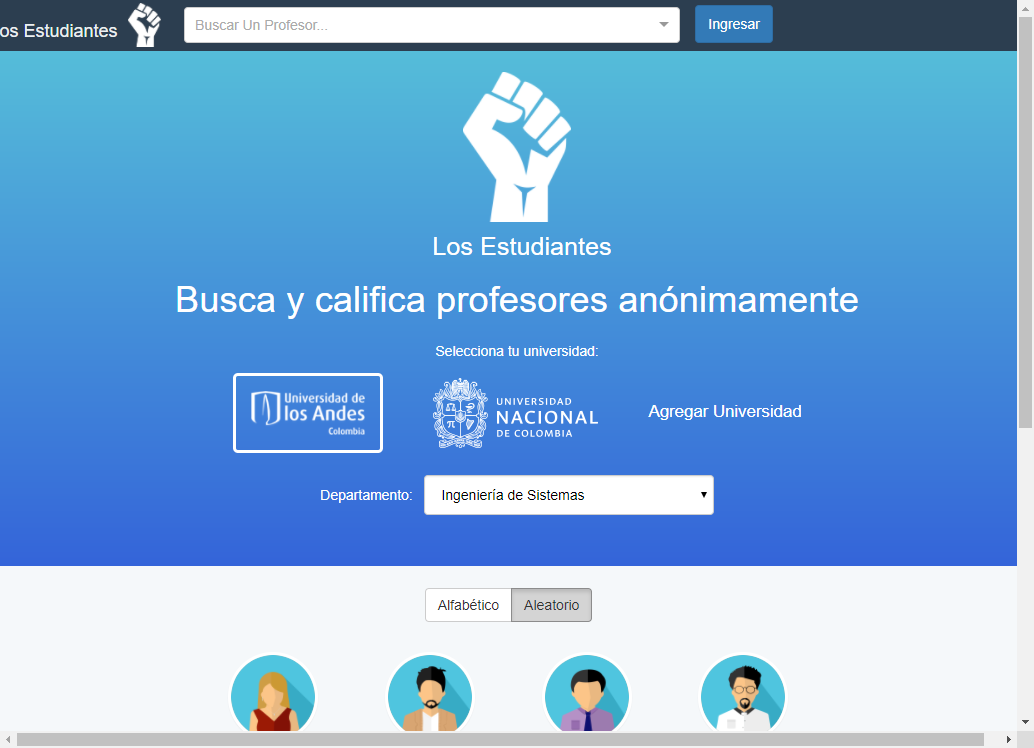 os Estudiantes
Buscar Un Profesor...
Ingresar
Los Estudiantes
Busca y califica profesores anónimamente
Selecciona tu universidad:
Universidad de
los Andes
Colombia
UNIVERSIDAD
NACIONAL
DE COLOMBIA
Agregar Universidad
Departamento:
Ingeniería de Sistemas
Alfabético
Aleatorio